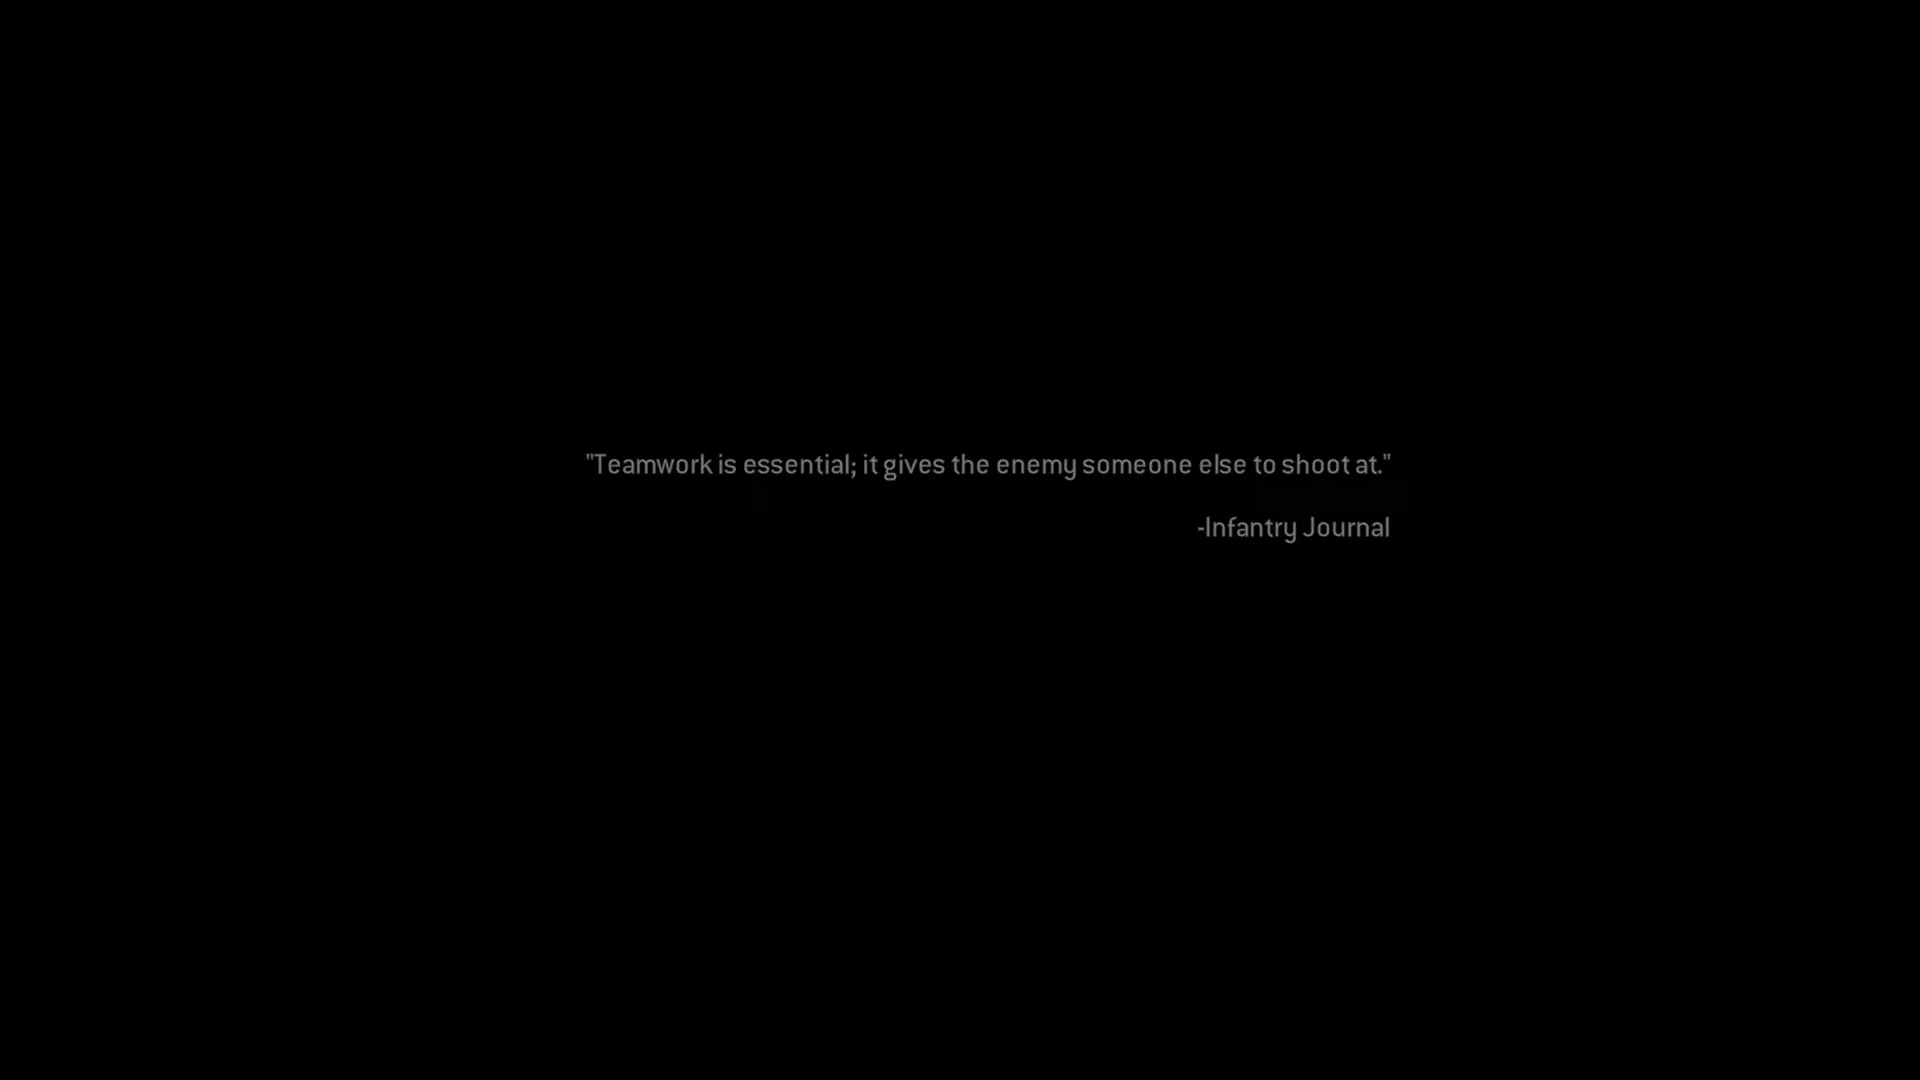 "Teamwork is essential; it gives the enemy someone else to shoot at."
-Infantry Journal